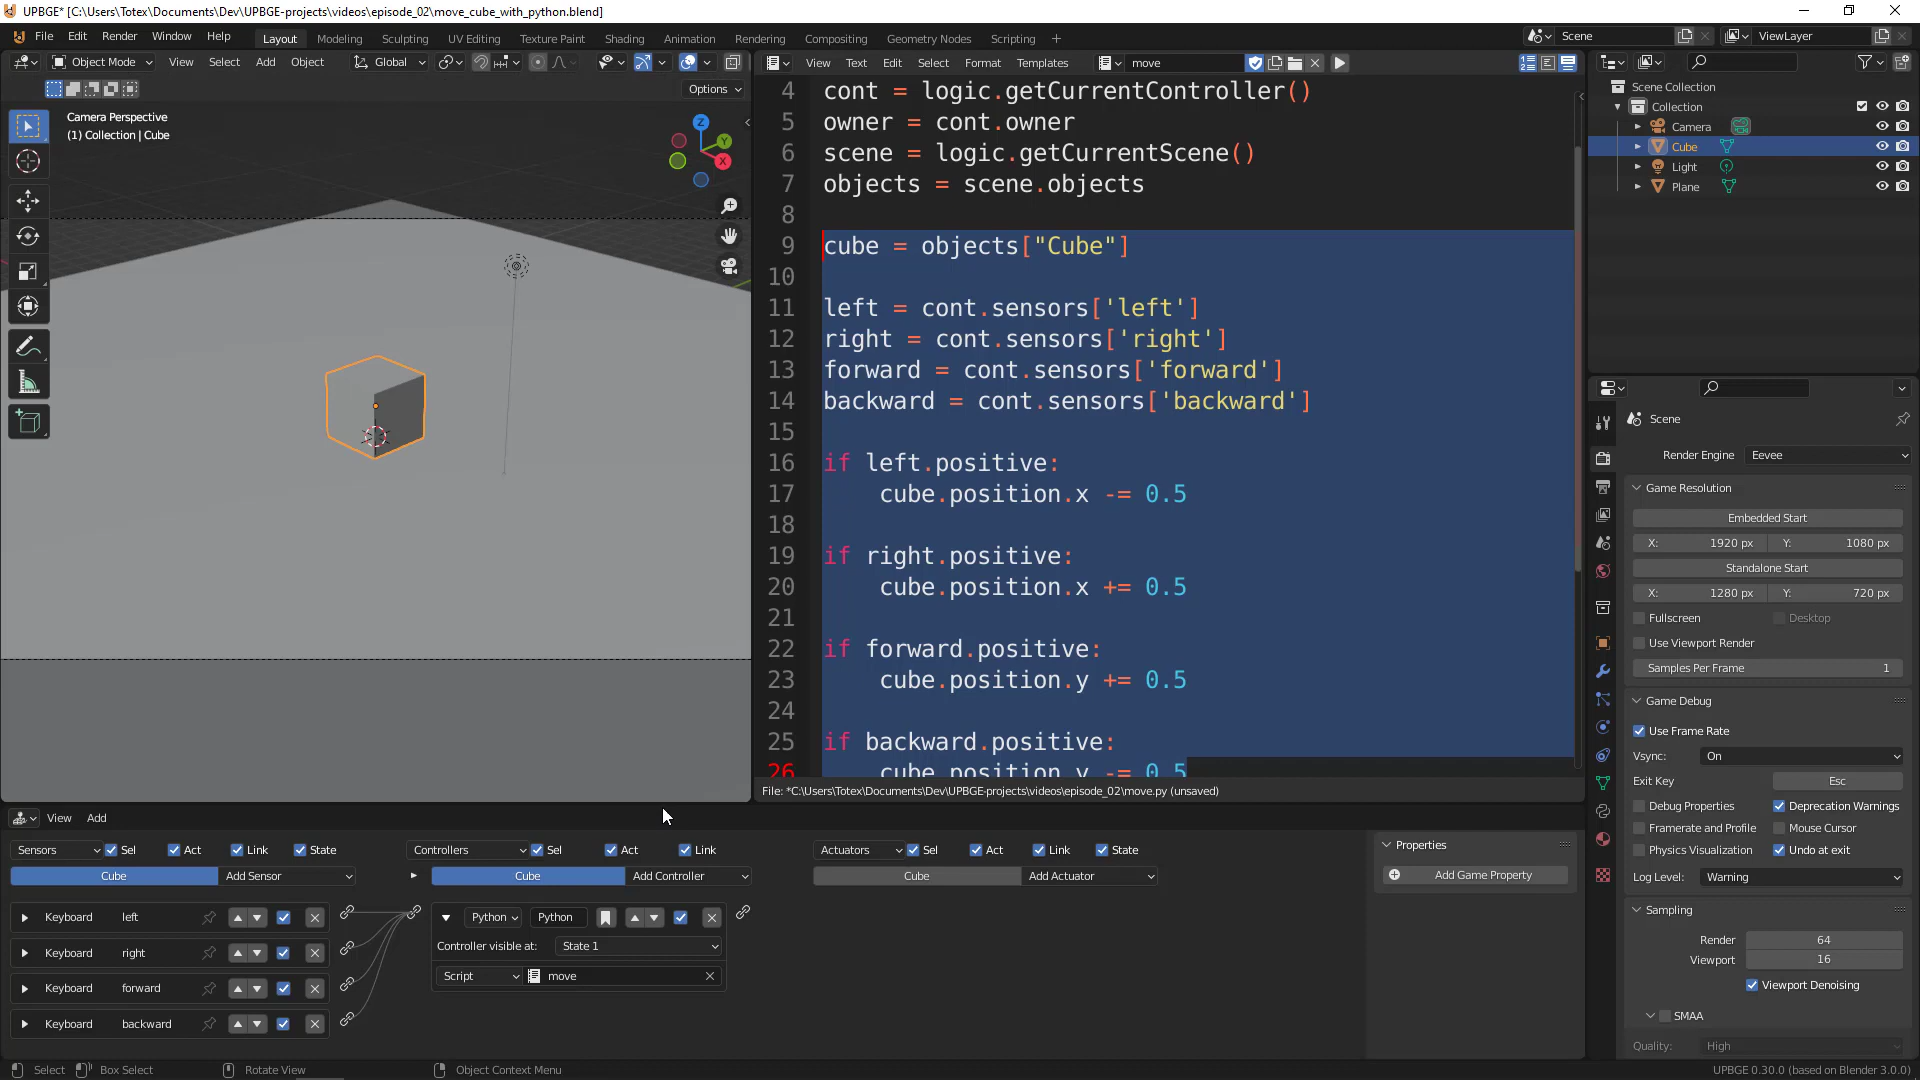 UPBGE* [C:\Users\Totex\Documents\Dev\UPBGE-projects\videos\episode_02\move_cube_with_python.blend]
File Edit Render Window Help Layout Modeling Sculpting UV Editing Texture Paint Shading Animation Rendering Compositing Geometry Nodes Scripting + Scene ViewLayer
Object Mode View Select Add Object Global
View Text Edit Select Format Templates move
Options
Camera Perspective
(1) Collection | Cube
Z
Y
X
4 cont = logic.getCurrentController()
5 owner = cont.owner
6 scene = logic.getCurrentScene()
7 objects = scene.objects
8
9 cube = objects["Cube"]
10
11 left = cont.sensors['left']
12 right = cont.sensors['right']
13 forward = cont.sensors['forward']
14 backward = cont.sensors['backward']
15
16 if left.positive:
17 cube.position.x -= 0.5
18
19 if right.positive:
20 cube.position.x += 0.5
21
22 if forward.positive:
23 cube.position.y += 0.5
24
25 if backward.positive:
26 cube.position.y -= 0.5
File: *C:\Users\Totex\Documents\Dev\UPBGE-projects\videos\episode_02\move.py (unsaved)
Scene Collection
Collection
Camera
Cube
Light
Plane
Scene
Render Engine Eevee
Game Resolution
Embedded Start
X: 1920 px Y: 1080 px
Standalone Start
X: 1280 px Y: 720 px
Fullscreen Desktop
Use Viewport Render
Samples Per Frame 1
Game Debug
Use Frame Rate
Vsync: On
Exit Key Esc
Debug Properties Deprecation Warnings
Framerate and Profile Mouse Cursor
Physics Visualization Undo at exit
Log Level: Warning
Sampling
Render 64
Viewport 16
Viewport Denoising
SMAA
Quality: High
View Add
Sensors Sel Act Link State Controllers Sel Act Link Actuators Sel Act Link State
Cube Add Sensor Cube Add Controller Cube Add Actuator
Keyboard left
Keyboard right
Keyboard forward
Keyboard backward
Python Python
Controller visible at: State 1
Script move
Properties
Add Game Property
Select Box Select Rotate View Object Context Menu UPBGE 0.30.0 (based on Blender 3.0.0)